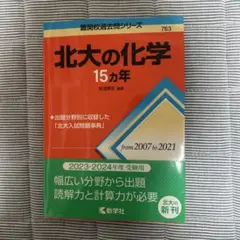 難関校過去問シリーズ
763
北大の化学
15カ年
出題分野別に収録した
「北大入試問題事典」
from 2007 to 2021
2023-2024年度 受験用
幅広い分野から出題
読解力と計算力が必要
北大の
新刊
教学社